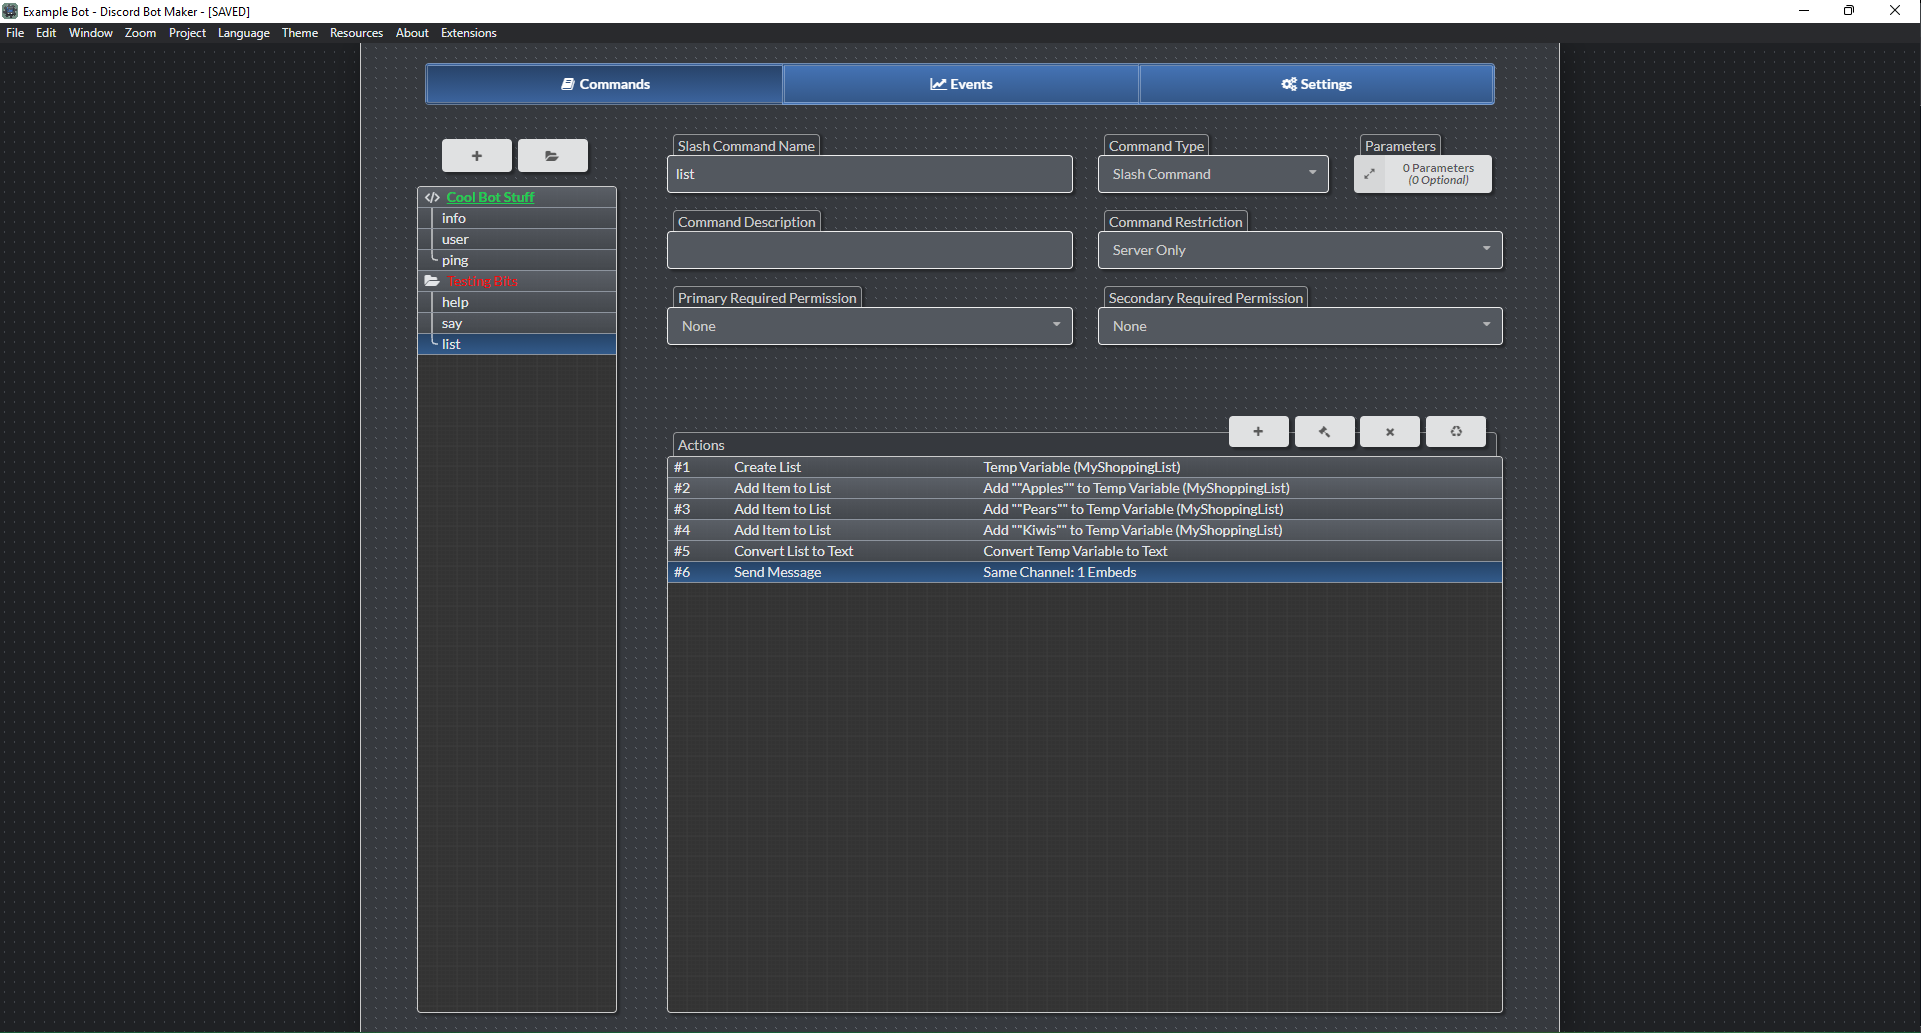 Example Bot - Discord Bot Maker - [SAVED]
File Edit Window Zoom Project Language Theme Resources About Extensions
Commands
Events
Settings
Cool Bot Stuff
info
user
ping
Testing Bits
help
say
list
Slash Command Name
list
Command Type
Slash Command
Parameters
0 Parameters
(0 Optional)
Command Description
Command Restriction
Server Only
Primary Required Permission
None
Secondary Required Permission
None
Actions
#1 Create List Temp Variable (MyShoppingList)
#2 Add Item to List Add ""Apples"" to Temp Variable (MyShoppingList)
#3 Add Item to List Add ""Pears"" to Temp Variable (MyShoppingList)
#4 Add Item to List Add ""Kiwis"" to Temp Variable (MyShoppingList)
#5 Convert List to Text Convert Temp Variable to Text
#6 Send Message Same Channel: 1 Embeds